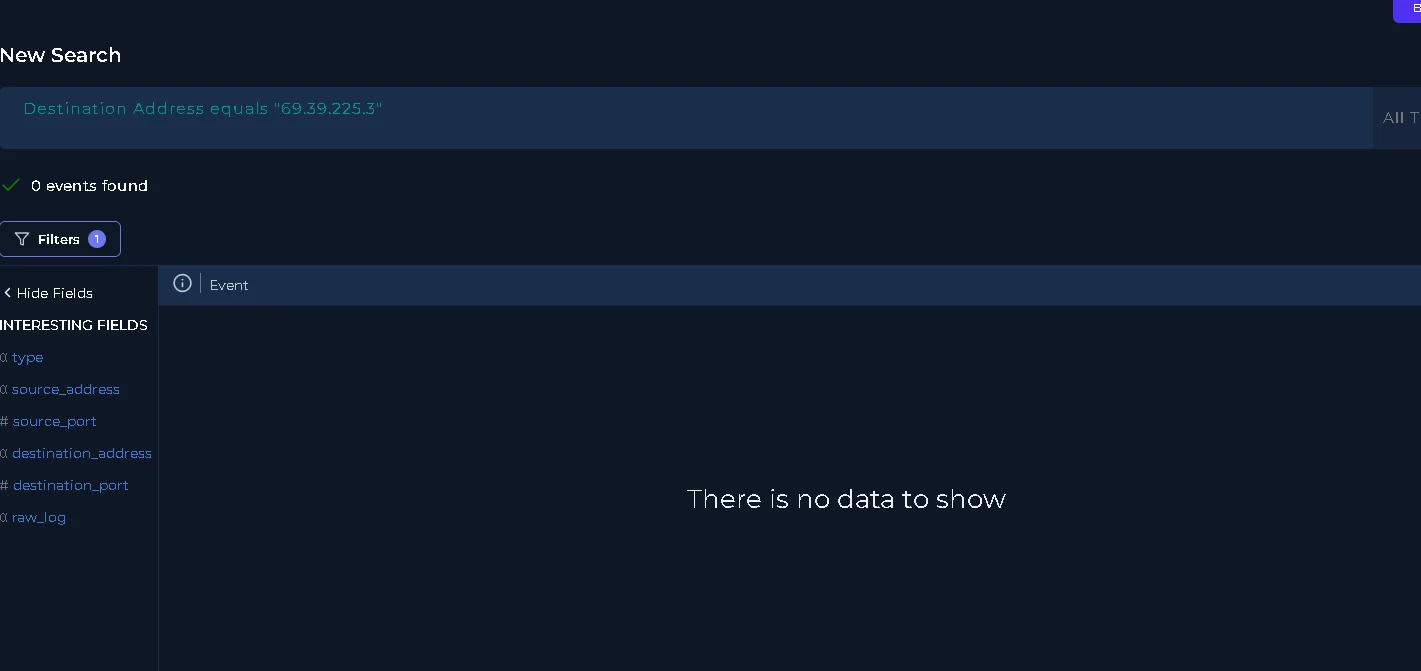 New Search
Destination Address equals "69.39.225.3"
All T
0 events found
Filters 1
Hide Fields
Event
INTERESTING FIELDS
α type
α source_address
# source_port
α destination_address
# destination_port
α raw_log
There is no data to show